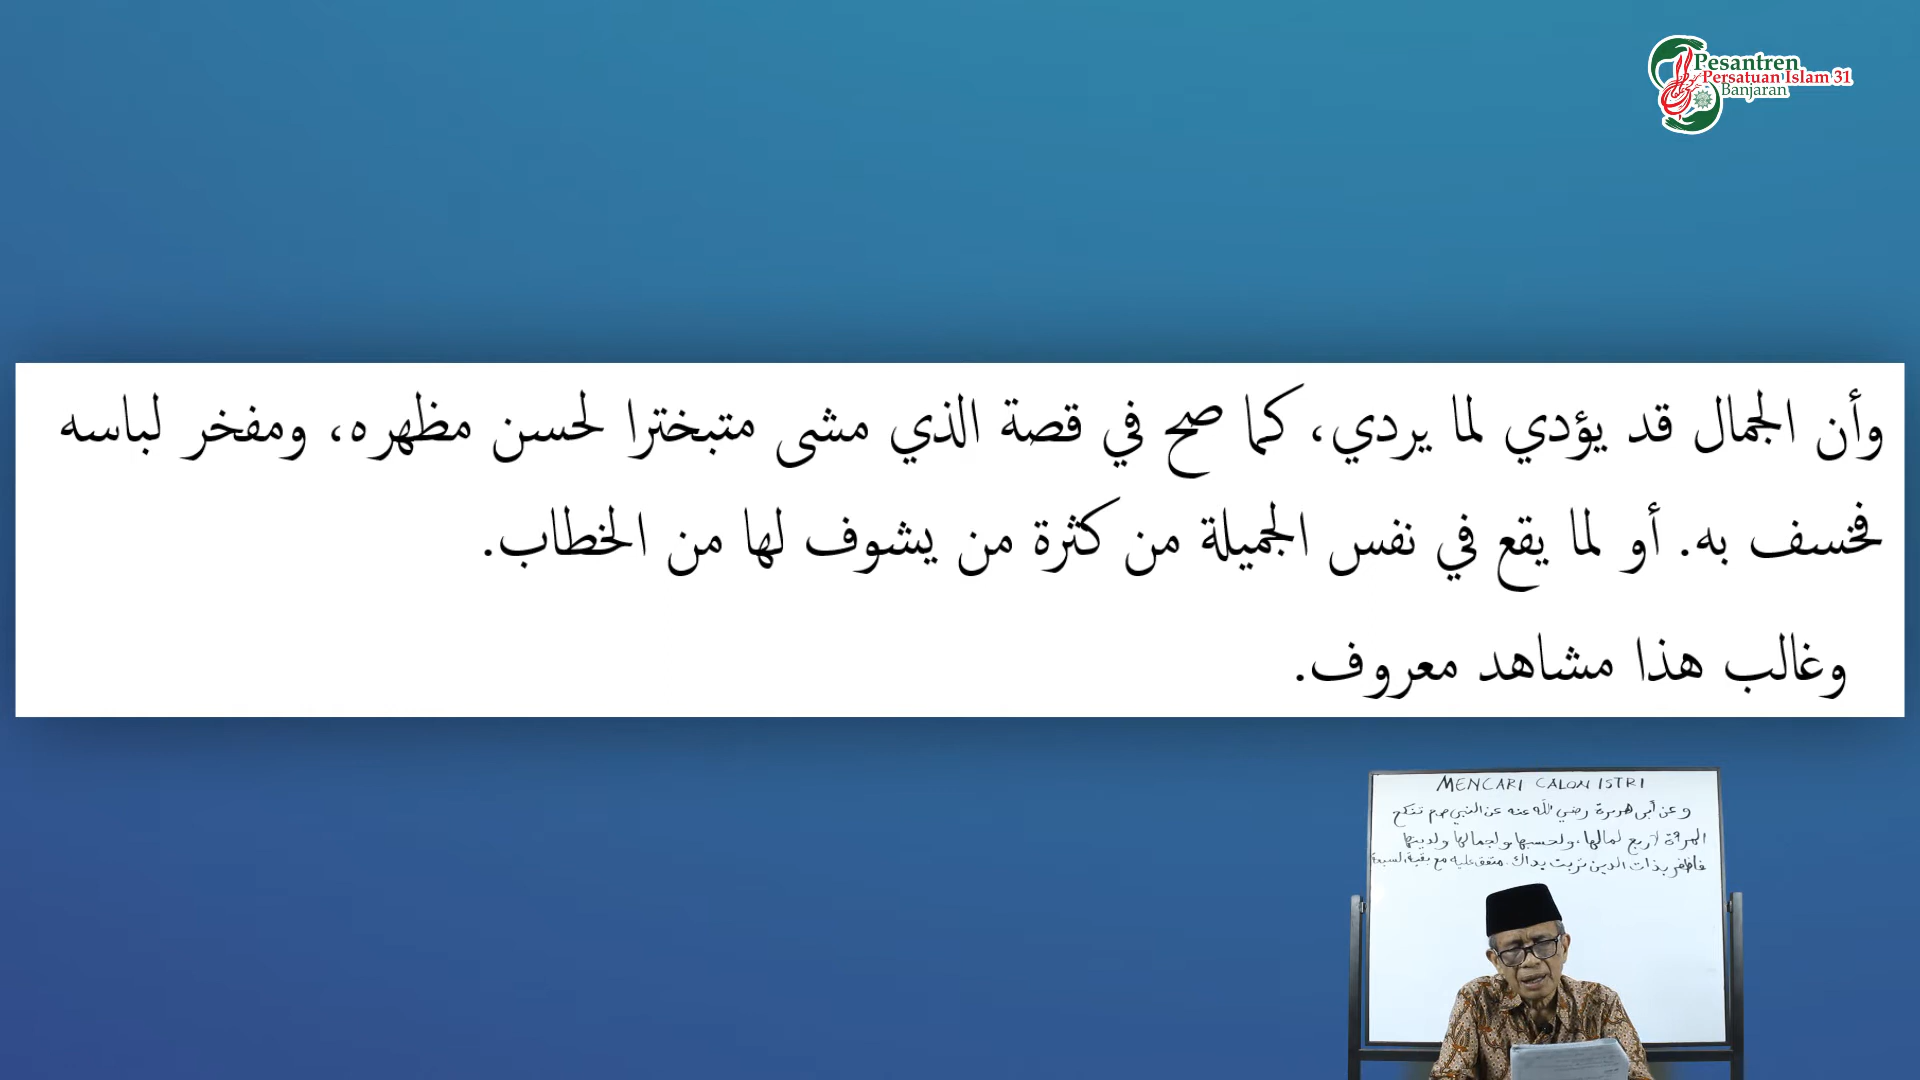 Pesantren
Persatuan Islam 31
Banjaran
وأن الجمال قد يؤدي لما يردي، كما صح في قصة الذي مشى متبخترا لحسن مظهره، ومفخر لباسه
فخسف به. أو لما يقع في نفس الجميلة من كثرة من يشوف لها من الخطاب.
وغالب هذا مشاهد معروف.
MENCARI CALON ISTRI
وعن أبي هريرة رضي الله عنه عن النبي صم تنكح
المرأة لأربع لمالها، ولحسبها ولجمالها ولدينها
فاظفر بذات الدين تربت يداك. متفق عليه مع بقية السبعة